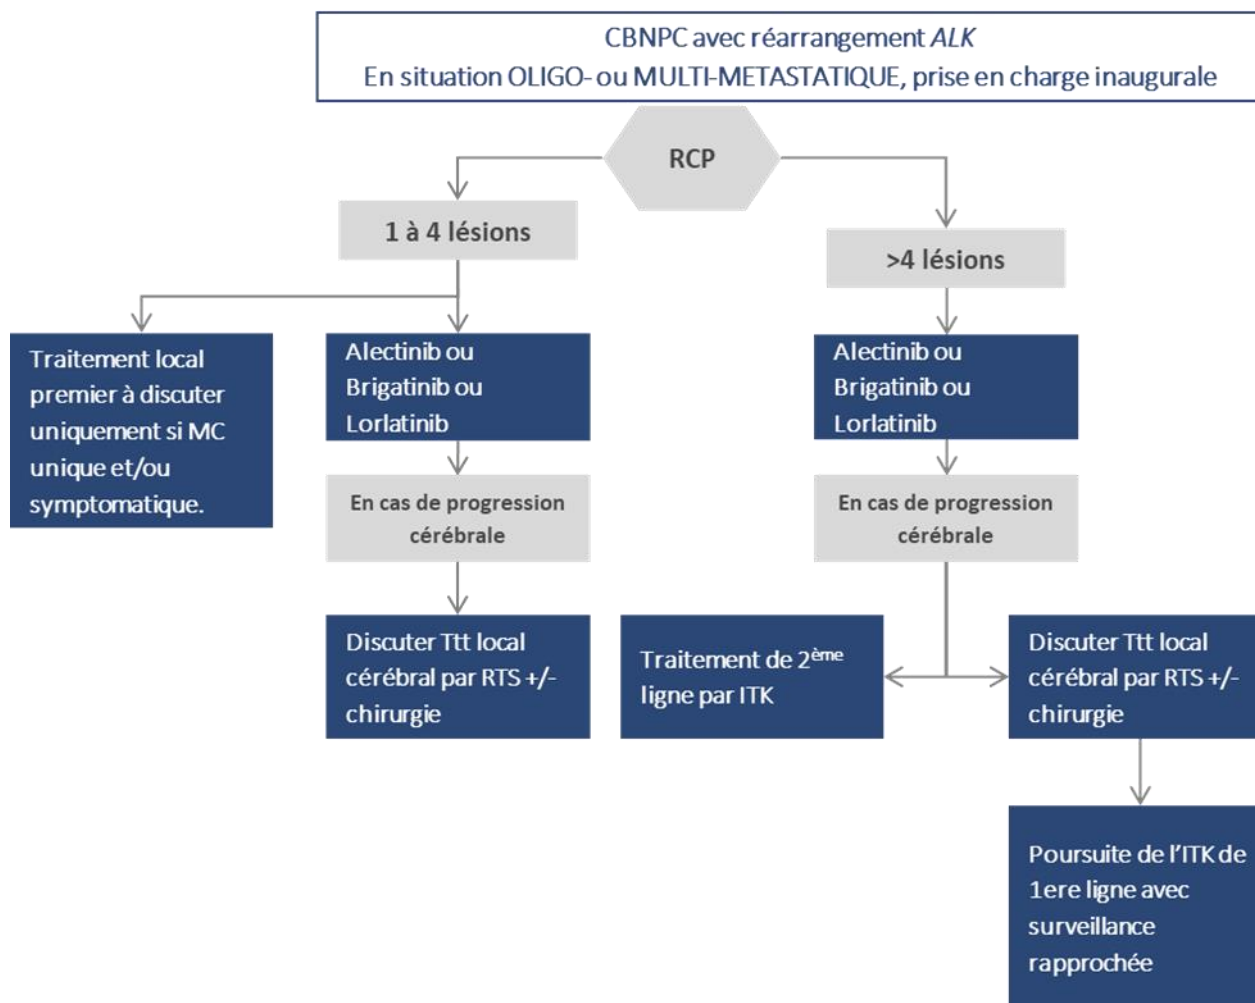 CBNPC avec réarrangement ALK
En situation OLIGO- ou MULTI-METASTATIQUE, prise en charge inaugurale
RCP
1 à 4 lésions
>4 lésions
Traitement local
premier à discuter
uniquement si MC
unique et/ou
symptomatique.
Alectinib ou
Brigatinib ou
Lorlatinib
Alectinib ou
Brigatinib ou
Lorlatinib
En cas de progression
cérébrale
En cas de progression
cérébrale
Discuter Ttt local
cérébral par RTS +/-
chirurgie
Traitement de 2ème
ligne par ITK
Discuter Ttt local
cérébral par RTS +/-
chirurgie
Poursuite de l'ITK de
1ere ligne avec
surveillance
rapprochée